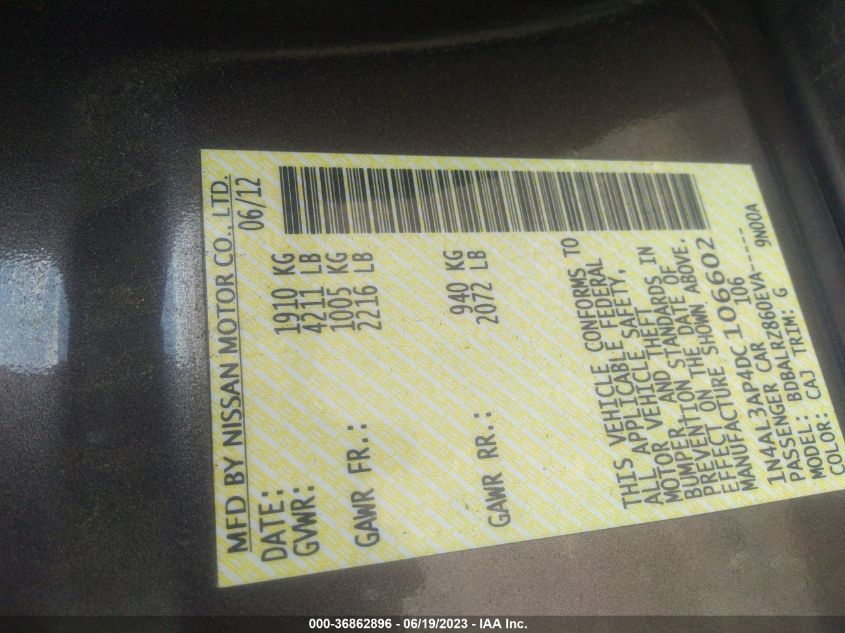 MFD BY NISSAN MOTOR CO., LTD.
DATE: 06/12
GVWR: 1910 KG
4211 LB
GAWR FR.: 1005 KG
2216 LB
GAWR RR.: 940 KG
2072 LB
THIS VEHICLE CONFORMS TO
ALL APPLICABLE FEDERAL
MOTOR VEHICLE SAFETY,
BUMPER, AND THEFT
PREVENTION STANDARDS IN
EFFECT ON THE DATE OF
MANUFACTURE SHOWN ABOVE.
1N4AL3AP4DC106602
PASSENGER CAR 106
MODEL: BDBALRZ860EVA-----
COLOR: CAJ TRIM: G 9N00A
000-36862896 - 06/19/2023 - IAA Inc.